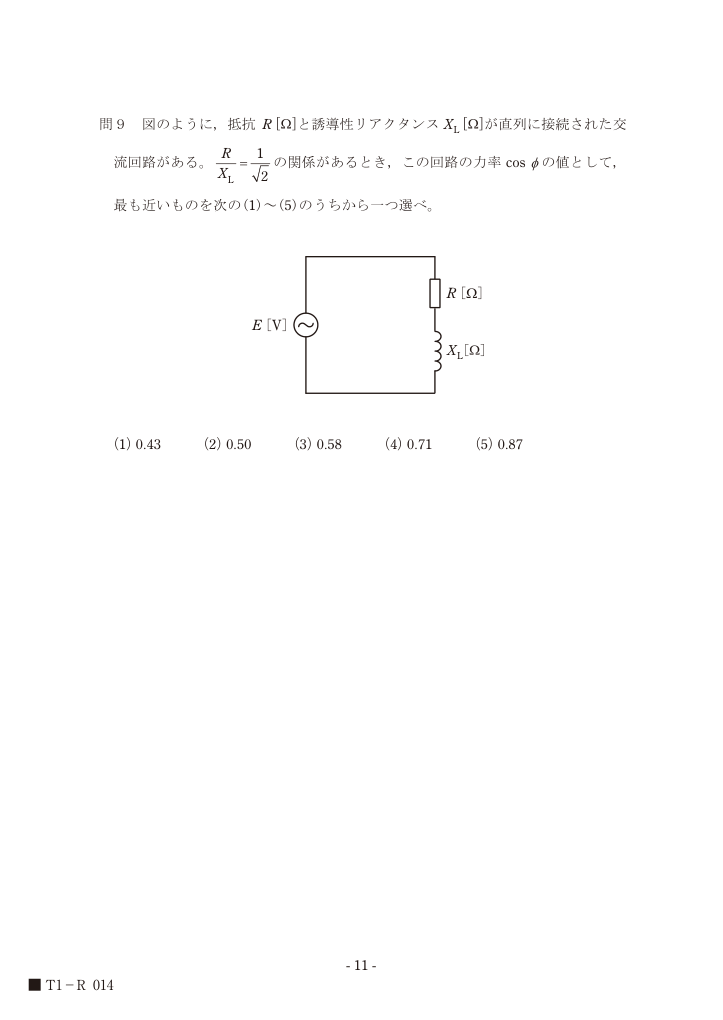 問９　図のように，抵抗 R [Ω]と誘導性リアクタンス X_L [Ω]が直列に接続された交
流回路がある。R/X_L = 1/√2 の関係があるとき，この回路の力率 cos ϕ の値として，
最も近いものを次の(1)～(5)のうちから一つ選べ。
R [Ω]
E [V]
X_L [Ω]
(1) 0.43　(2) 0.50　(3) 0.58　(4) 0.71　(5) 0.87
- 11 -
■ T1－R 014